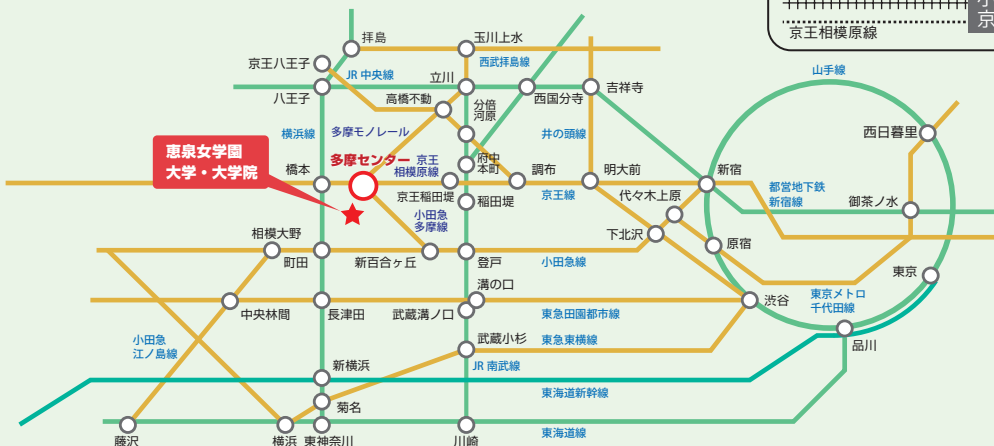 京
京王相模原線
拝島
玉川上水
京王八王子
JR 中央線
西武拝島線
山手線
立川
八王子
高橋不動
分倍
河原
西国分寺
吉祥寺
横浜線
多摩モノレール
井の頭線
西日暮里
恵泉女学園
大学・大学院
多摩センター
京王
相模原線
府中
本町
橋本
調布
明大前
新宿
京王稲田堤
稲田堤
京王線
代々木上原
都営地下鉄
新宿線
御茶ノ水
小田急
多摩線
相模大野
町田
新百合ヶ丘
登戸
小田急線
下北沢
原宿
東京
溝の口
中央林間
長津田
武蔵溝ノ口
東急田園都市線
渋谷
東京メトロ
千代田線
小田急
江ノ島線
武蔵小杉
東急東横線
品川
新横浜
JR 南武線
東海道新幹線
菊名
藤沢
横浜
東神奈川
川崎
東海道線